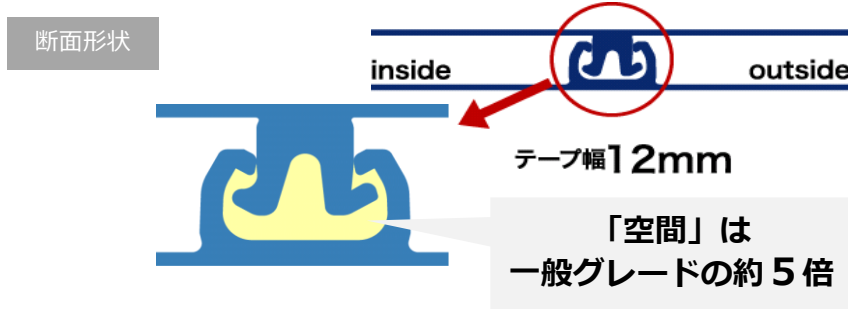 断面形状
inside
outside
テープ幅12mm
「空間」は
一般グレードの約5倍